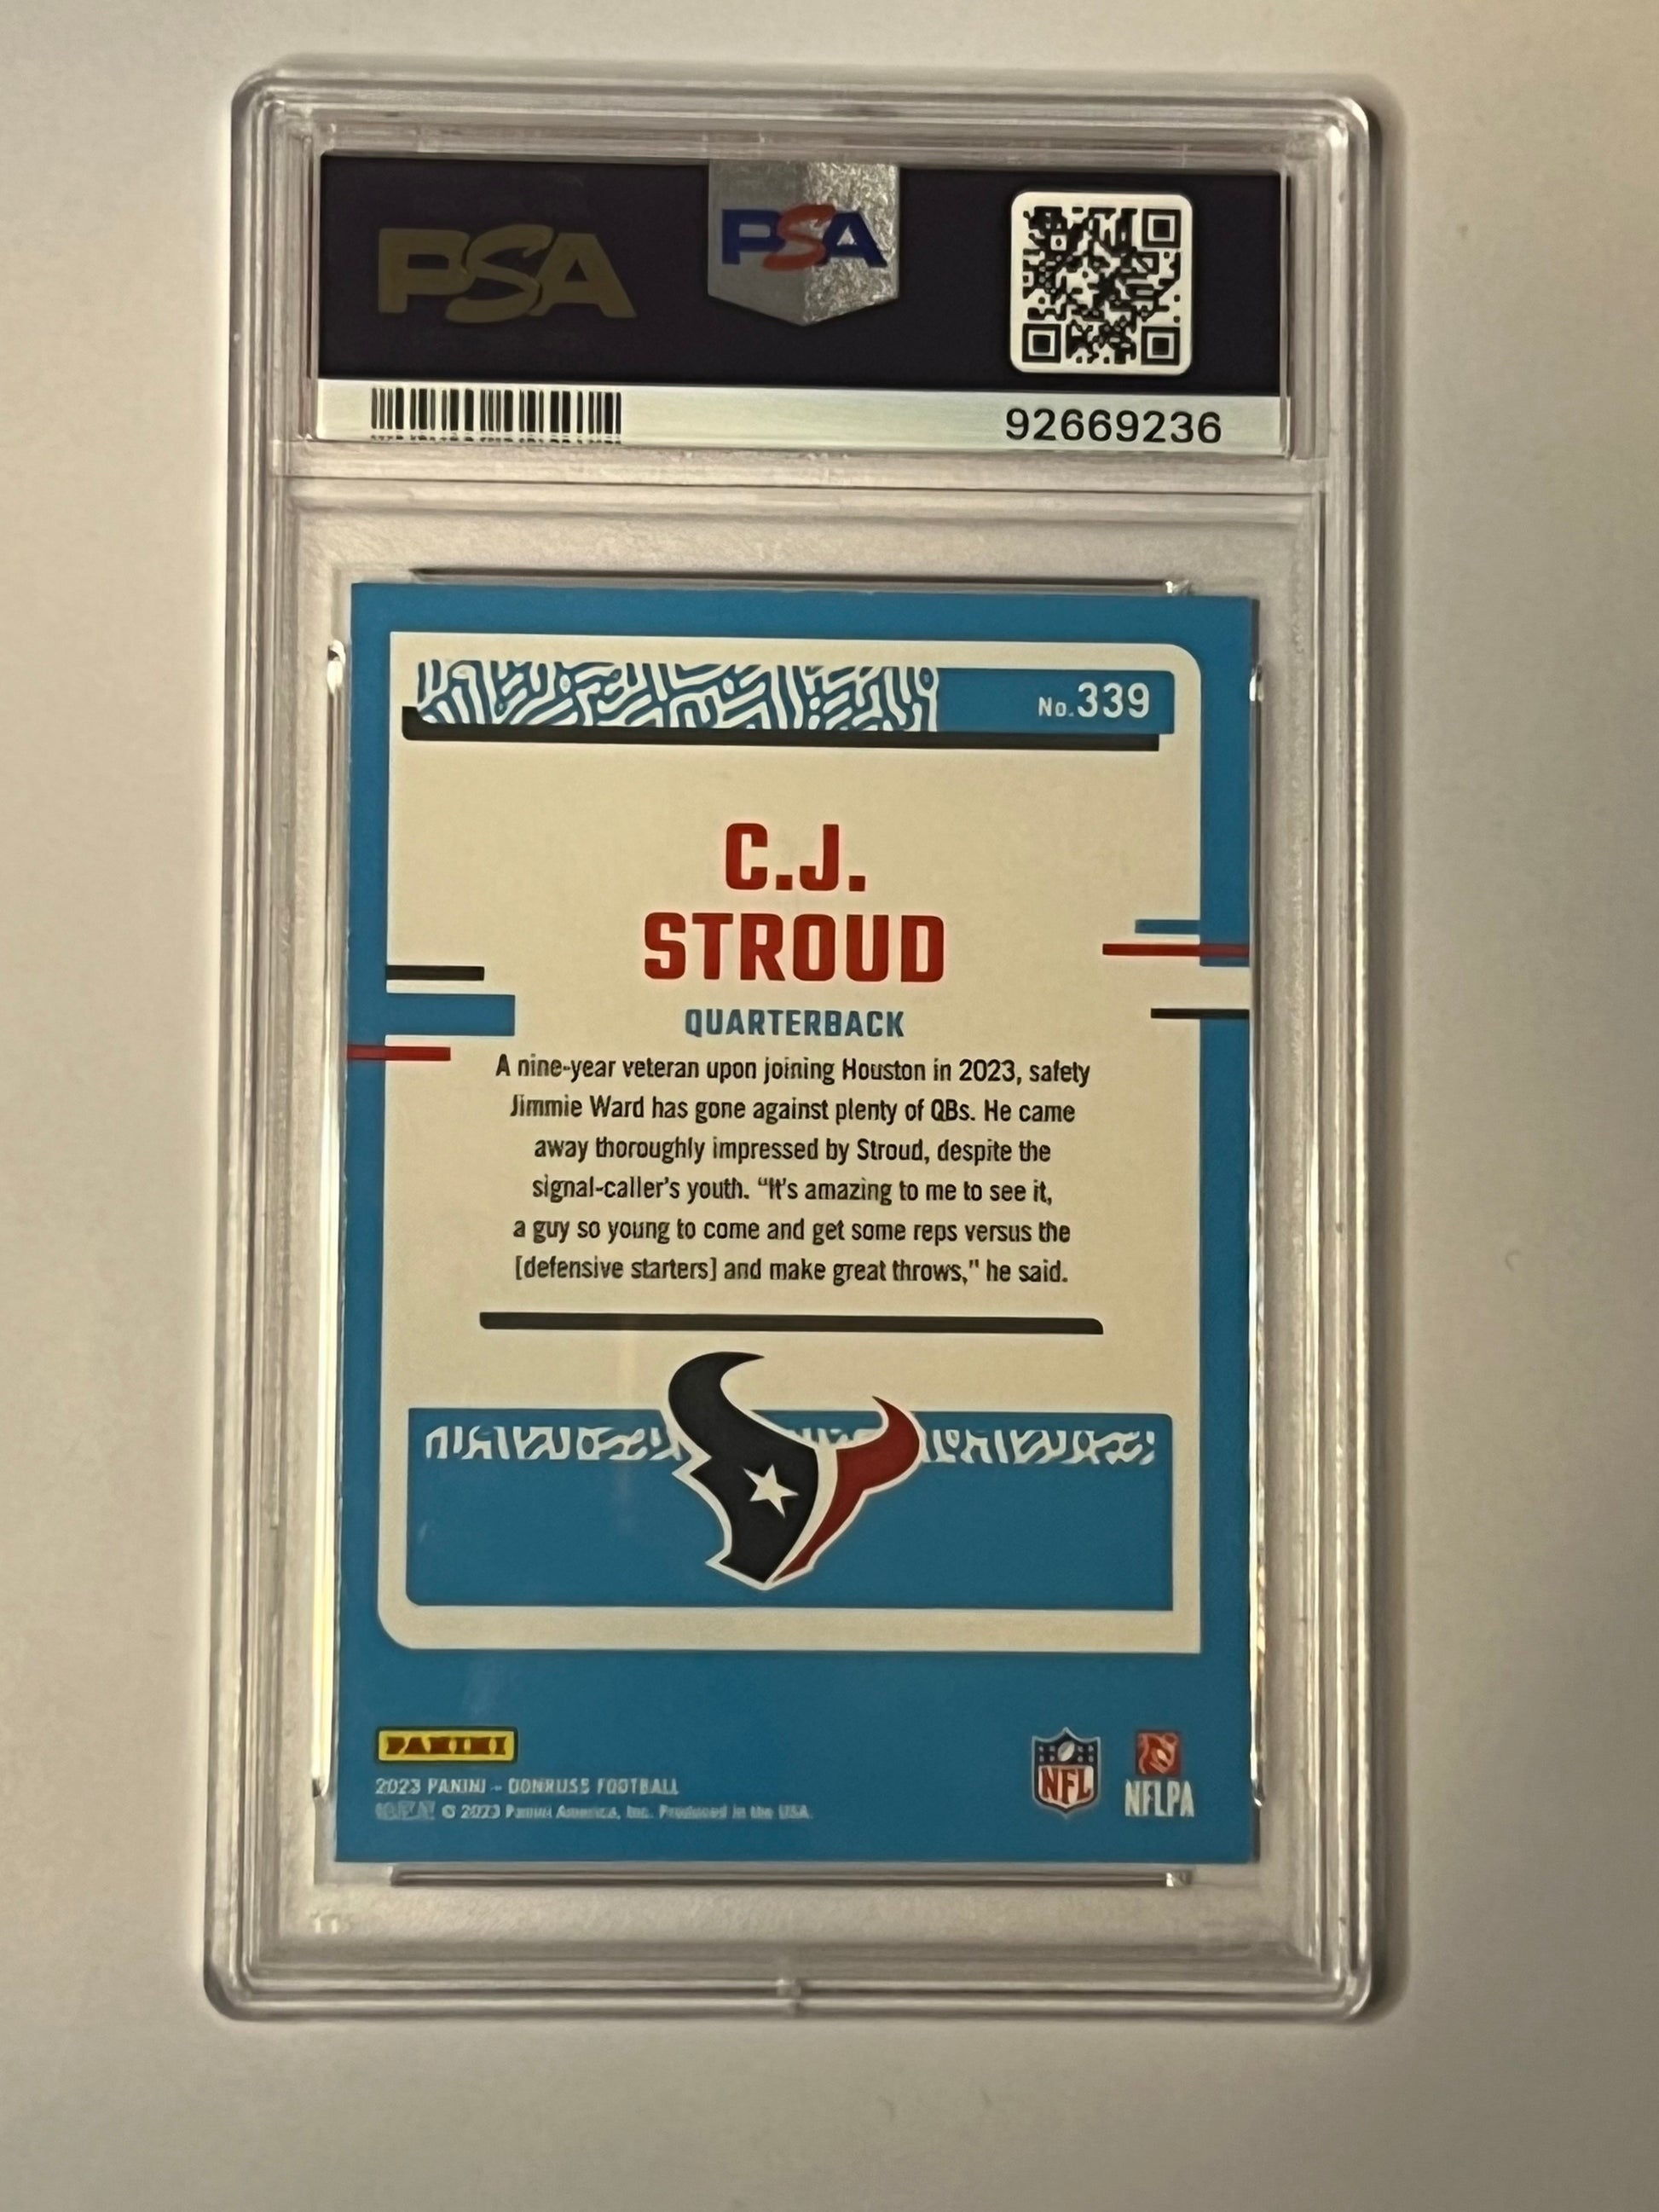 PSA
PSA
92669236
No.339
C.J.
STROUD
QUARTERBACK
A nine-year veteran upon joining Houston in 2023, safety
Jimmie Ward has gone against plenty of QBs. He came
away thoroughly impressed by Stroud, despite the
signal-caller's youth. “It's amazing to me to see it,
a guy so young to come and get some reps versus the
[defensive starters] and make great throws,” he said.
PANINI
2023 PANINI – DONRUSS FOOTBALL
© 2023 Panini America, Inc. Produced in the USA.
NFL
NFLPA